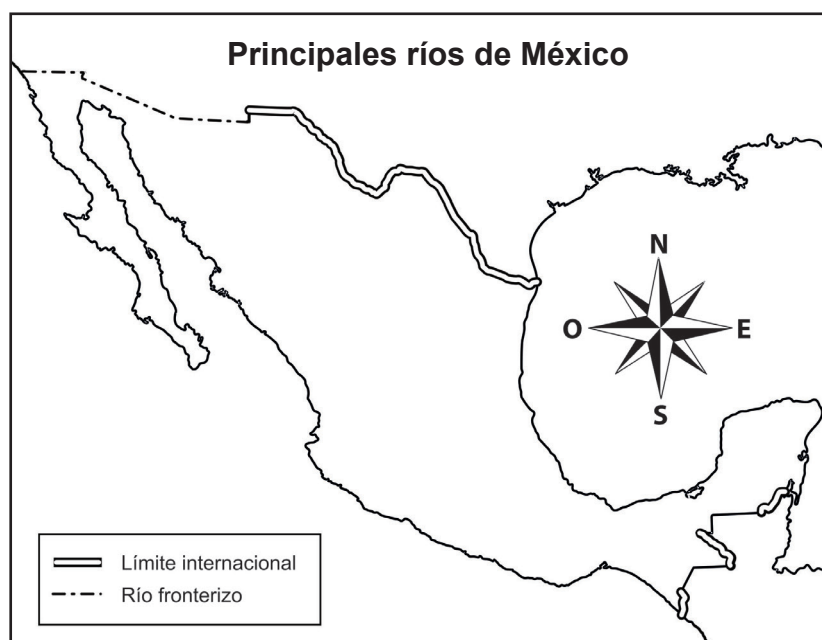 Principales ríos de México
N
O
E
S
Límite internacional
Río fronterizo